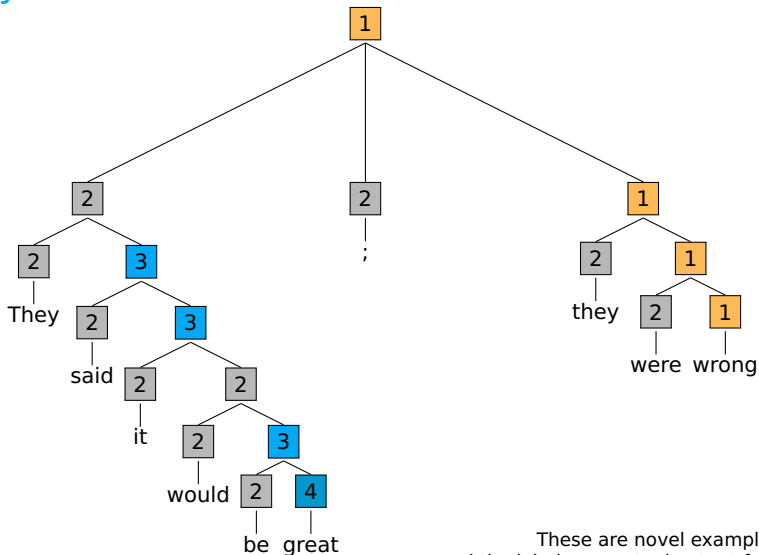 1
2 2 1
2 3 ; 2 1
They 2 3 they 2 1
said 2 2 were wrong
it 2 3
would 2 4
be great
These are novel exampl